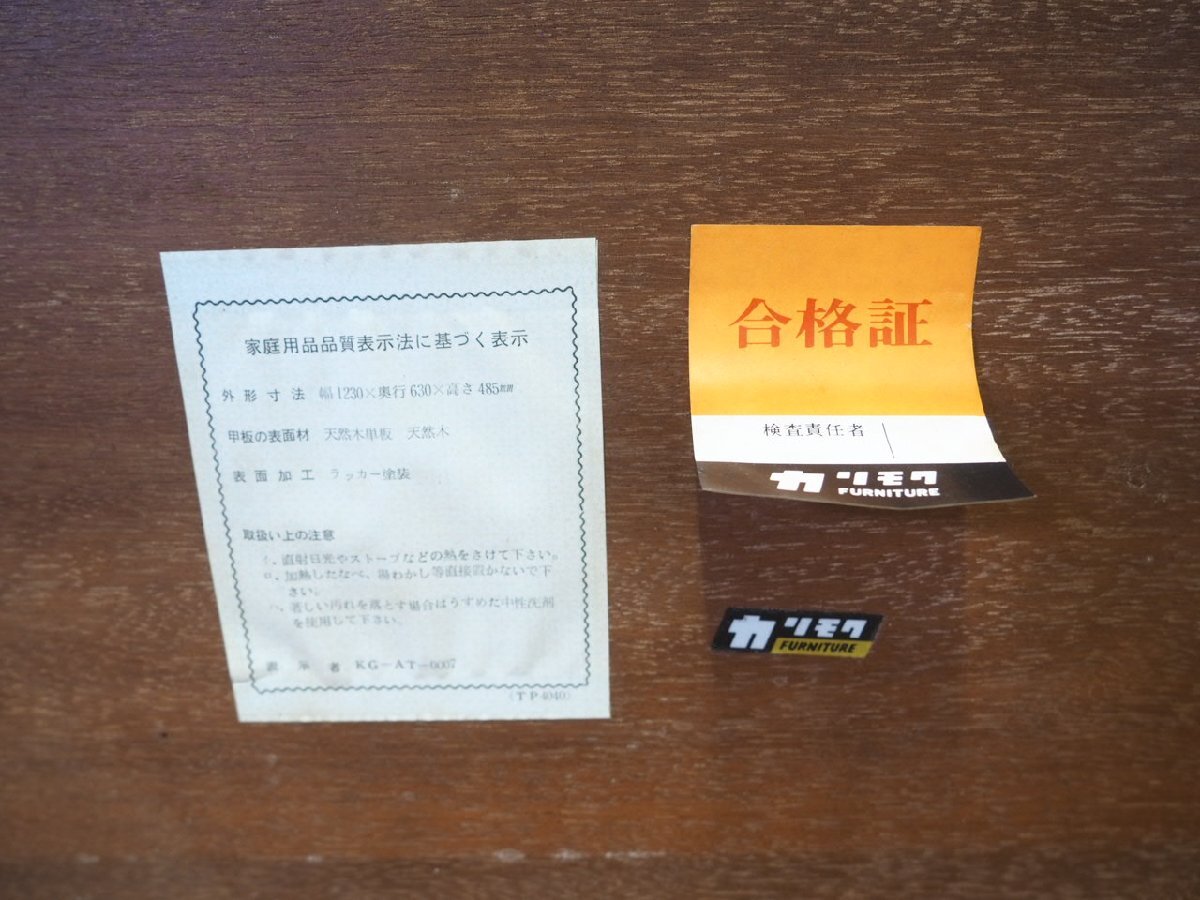 家庭用品品質表示法に基づく表示
外形寸法 幅1230×奥行630×高さ485mm
甲板の表面材 天然木単板 天然木
表面加工 ラッカー塗装
取扱い上の注意
イ.直射日光やストーブなどの熱をさけて下さい。
ロ.加熱したなべ、湯わかし等直接置かないで下
さい。
ハ.著しい汚れを落とす場合はうすめた中性洗剤
を使用して下さい。
表示者 KG-AT-0007
(TP4040)
合格証
検査責任者
カリモク
FURNITURE
カリモク
FURNITURE